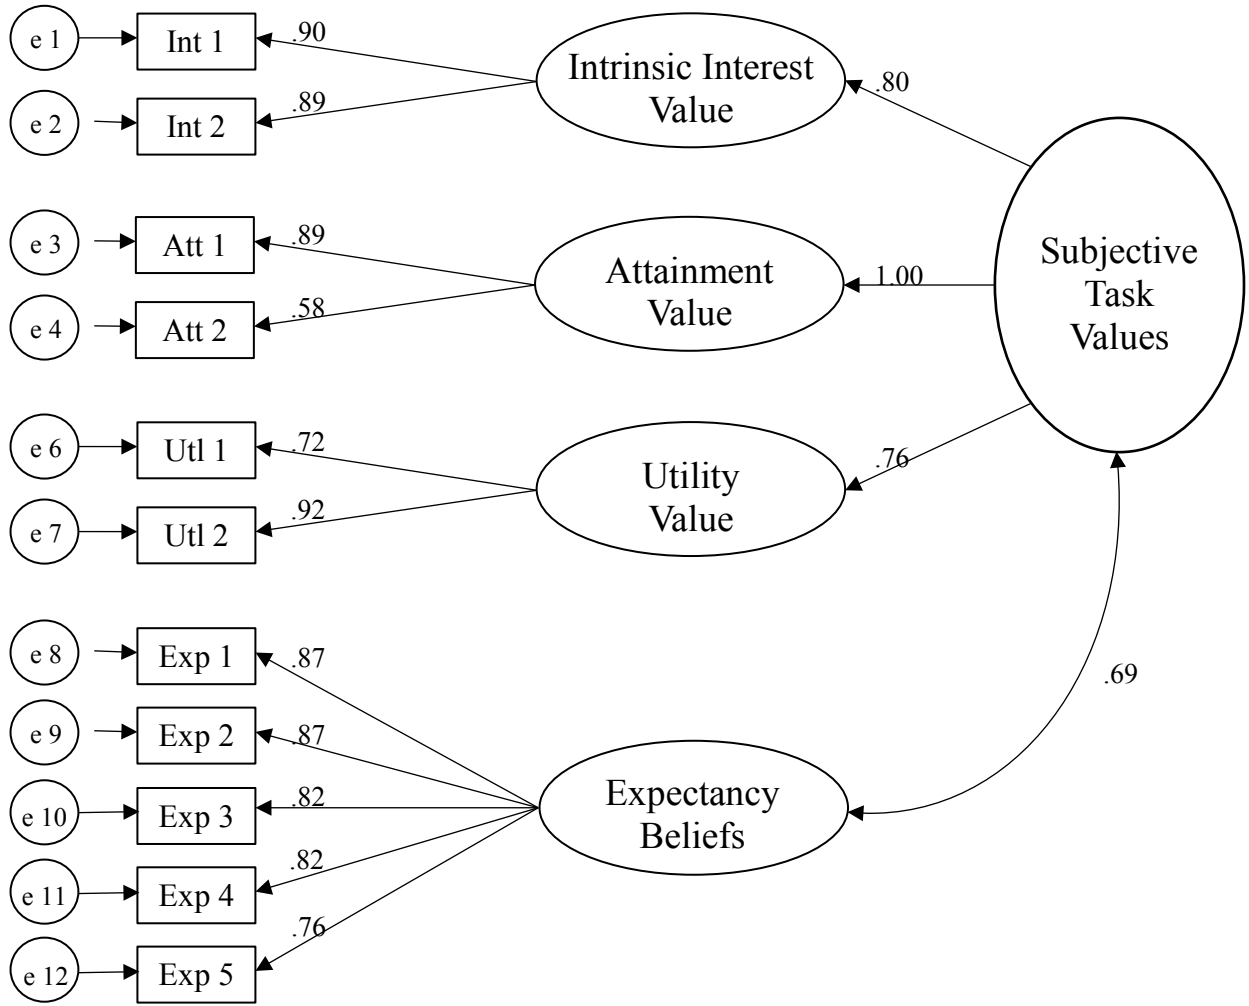 e 1
Int 1
.90
Intrinsic Interest
Value
.80
e 2
Int 2
.89
e 3
Att 1
.89
Attainment
Value
1.00
Subjective
Task
Values
e 4
Att 2
.58
e 6
Utl 1
.72
Utility
Value
.76
e 7
Utl 2
.92
e 8
Exp 1
.87
.69
e 9
Exp 2
.87
e 10
Exp 3
.82
Expectancy
Beliefs
e 11
Exp 4
.82
e 12
Exp 5
.76